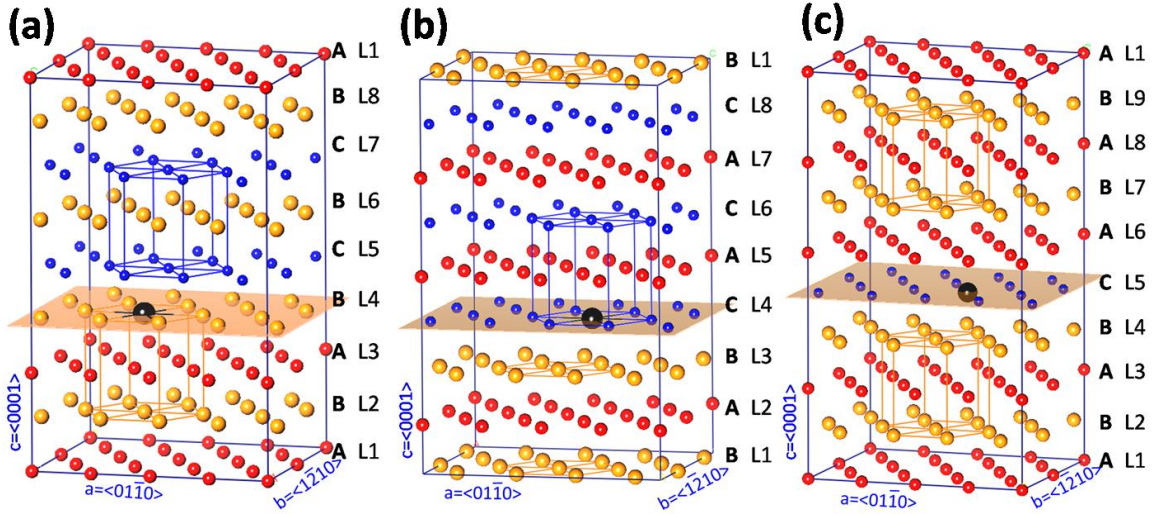 (a)
A L1
B L8
C L7
B L6
C L5
B L4
A L3
B L2
A L1
c=<0001>
a=<011̄0>
b=<12̄10>
(b)
B L1
C L8
A L7
C L6
A L5
C L4
B L3
A L2
B L1
c=<0001>
a=<011̄0>
b=<12̄10>
(c)
A L1
B L9
A L8
B L7
A L6
C L5
B L4
A L3
B L2
A L1
c=<0001>
a=<011̄0>
b=<12̄10>